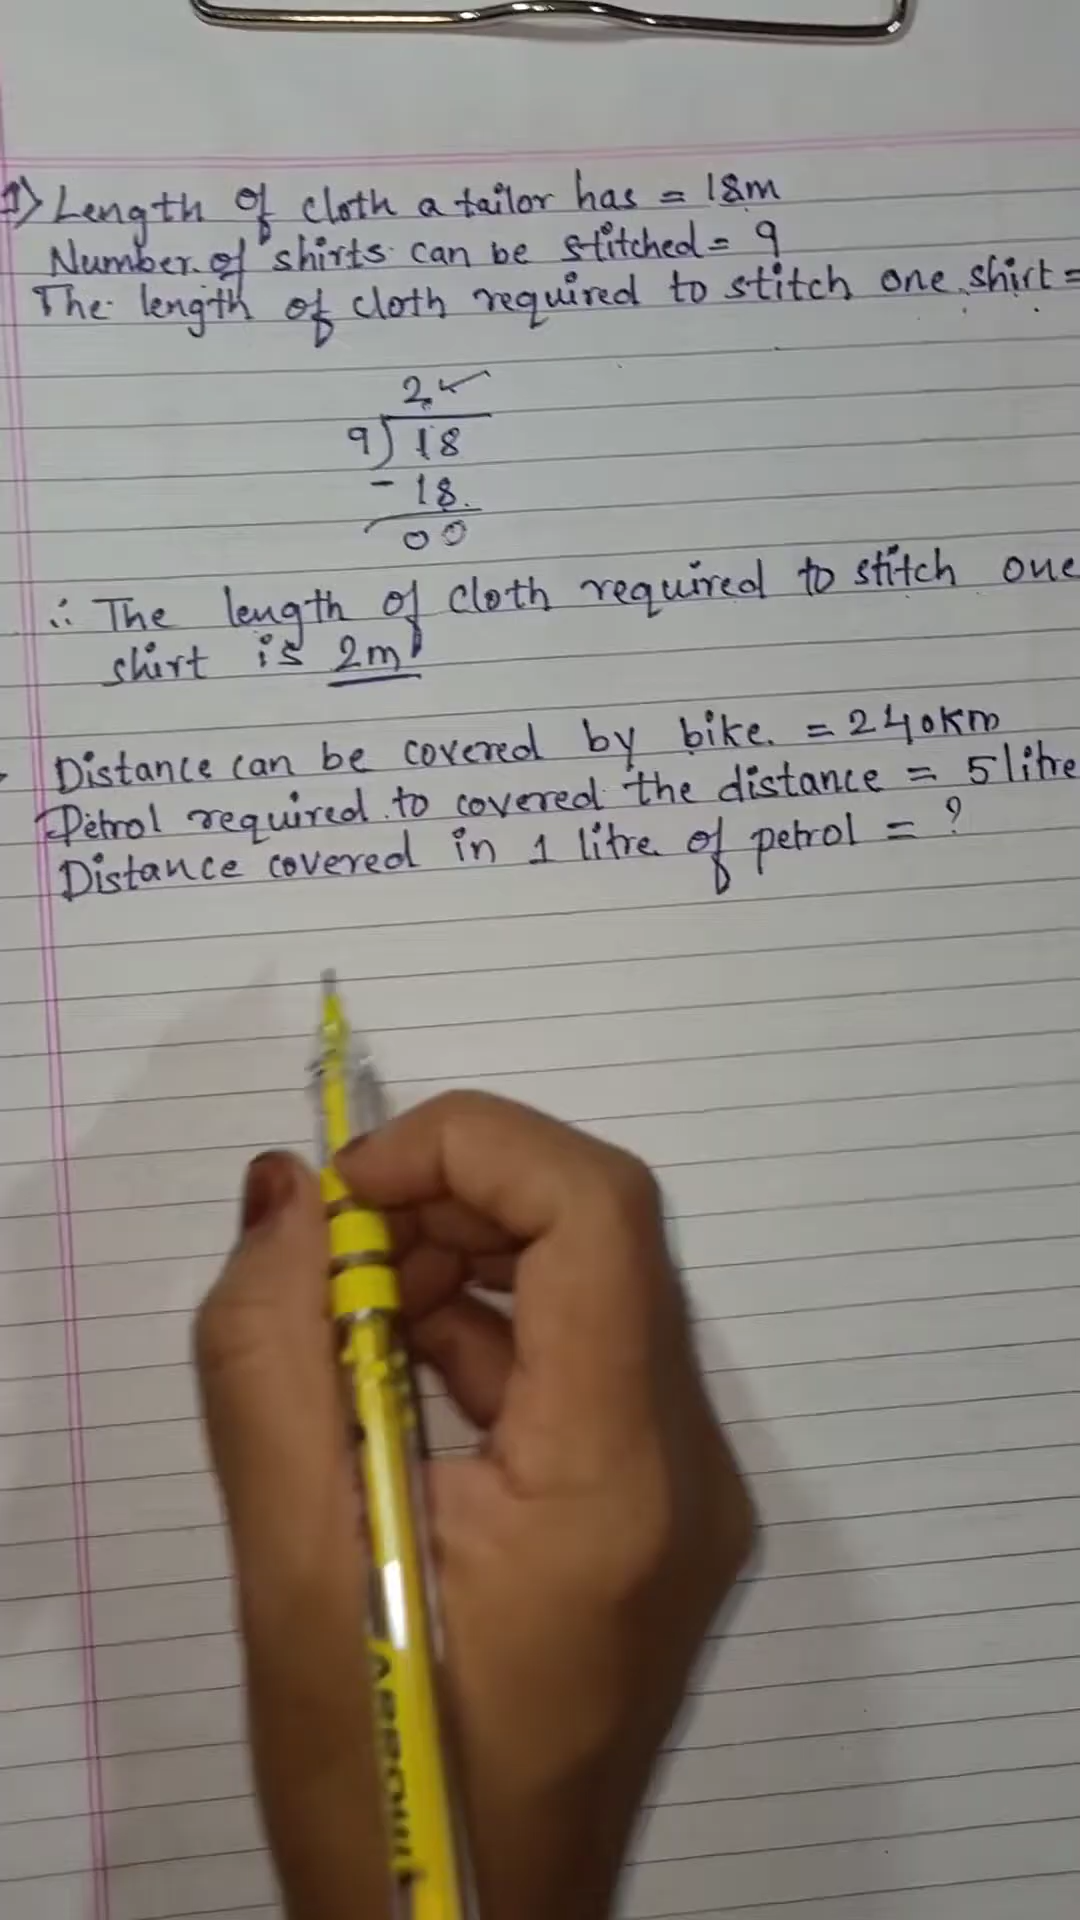 1) Length of cloth a tailor has = 18m
Number of shirts can be stitched = 9
The length of cloth required to stitch one shirt =
2 ✓
9) 18
- 18
00
∴ The length of cloth required to stitch one
shirt is 2m
Distance can be covered by bike. = 240km
Petrol required to covered the distance = 5 litre
Distance covered in 1 litre of petrol = ?